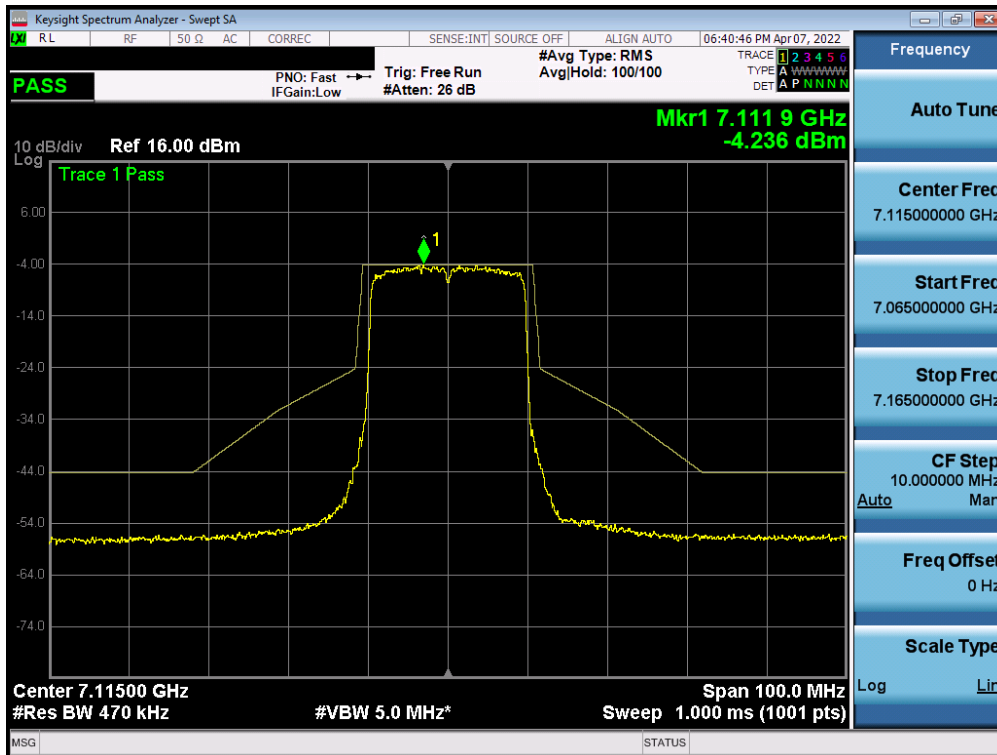 Keysight Spectrum Analyzer - Swept SA
LXI RL RF 50 Ω AC CORREC SENSE:INT SOURCE OFF ALIGN AUTO 06:40:46 PM Apr 07, 2022
PASS
PNO: Fast
IFGain:Low
Trig: Free Run
#Atten: 26 dB
#Avg Type: RMS
Avg|Hold: 100/100
TRACE 1 2 3 4 5 6
TYPE A WWWWW
DET A P N N N N
Mkr1 7.111 9 GHz
-4.236 dBm
10 dB/div Ref 16.00 dBm
Log
Trace 1 Pass
1
6.00
-4.00
-14.0
-24.0
-34.0
-44.0
-54.0
-64.0
-74.0
Center 7.11500 GHz Span 100.0 MHz
#Res BW 470 kHz #VBW 5.0 MHz* Sweep 1.000 ms (1001 pts)
MSG STATUS
Frequency
Auto Tune
Center Freq
7.115000000 GHz
Start Freq
7.065000000 GHz
Stop Freq
7.165000000 GHz
CF Step
10.000000 MHz
Auto Man
Freq Offset
0 Hz
Scale Type
Log Lin